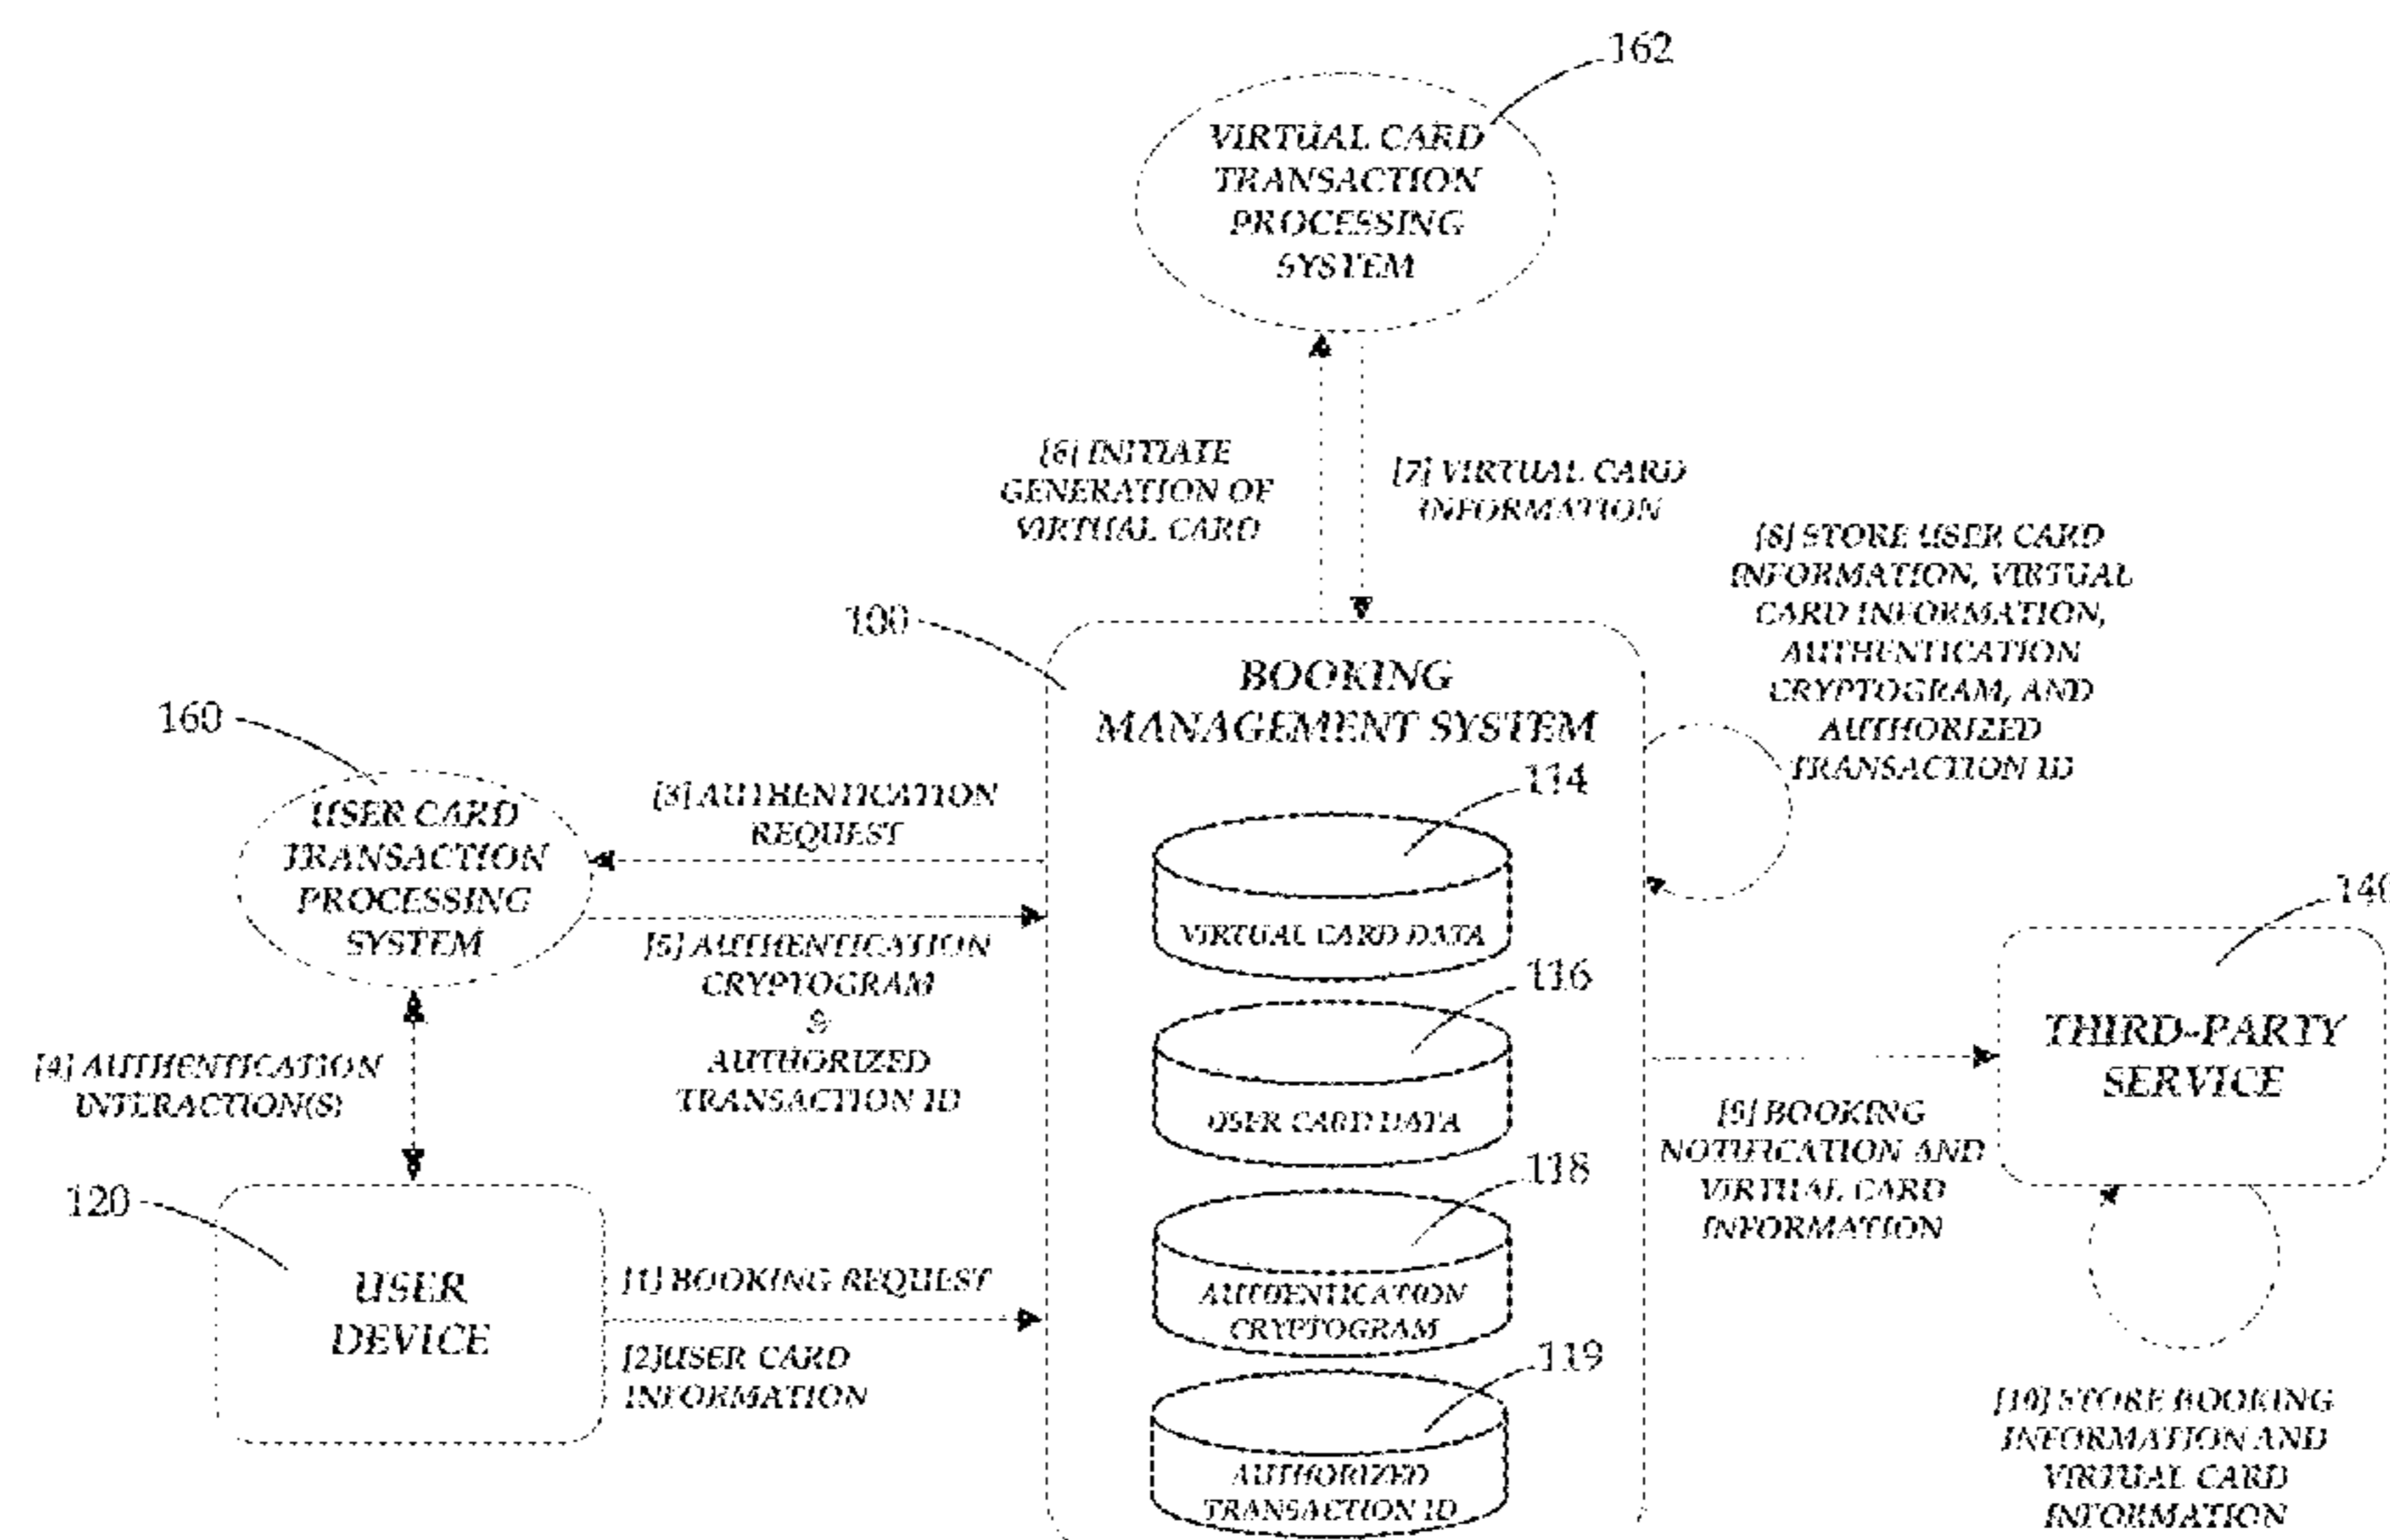 162
VIRTUAL CARD
TRANSACTION
PROCESSING
SYSTEM
[6] INITIATE
GENERATION OF
VIRTUAL CARD
[7] VIRTUAL CARD
INFORMATION
[8] STORE USER CARD
INFORMATION, VIRTUAL
CARD INFORMATION,
AUTHENTICATION
CRYPTOGRAM, AND
AUTHORIZED
TRANSACTION ID
100
BOOKING
MANAGEMENT SYSTEM
160
USER CARD
TRANSACTION
PROCESSING
SYSTEM
[3] AUTHENTICATION
REQUEST
[5] AUTHENTICATION
CRYPTOGRAM
&
AUTHORIZED
TRANSACTION ID
114
VIRTUAL CARD DATA
116
USER CARD DATA
118
AUTHENTICATION
CRYPTOGRAM
119
AUTHORIZED
TRANSACTION ID
140
THIRD-PARTY
SERVICE
[4] AUTHENTICATION
INTERACTION(S)
120
USER
DEVICE
[1] BOOKING REQUEST
[2] USER CARD
INFORMATION
[9] BOOKING
NOTIFICATION AND
VIRTUAL CARD
INFORMATION
[10] STORE BOOKING
INFORMATION AND
VIRTUAL CARD
INFORMATION